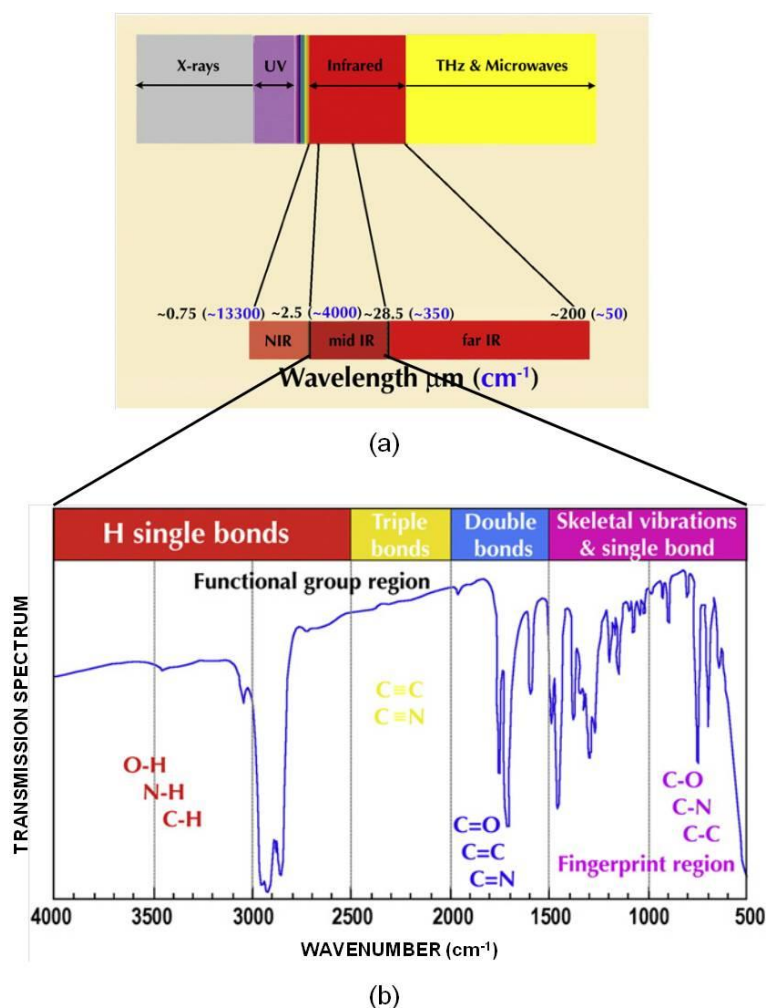 X-rays UV Infrared THz & Microwaves
~0.75 (~13300) ~2.5 (~4000) ~28.5 (~350) ~200 (~50)
NIR mid IR far IR
Wavelength μm (cm⁻¹)
(a)
H single bonds
Triple
bonds
Double
bonds
Skeletal vibrations
& single bond
Functional group region
TRANSMISSION SPECTRUM
O-H
N-H
C-H
C≡C
C≡N
C=O
C=C
C=N
C-O
C-N
C-C
Fingerprint region
4000 3500 3000 2500 2000 1500 1000 500
WAVENUMBER (cm⁻¹)
(b)